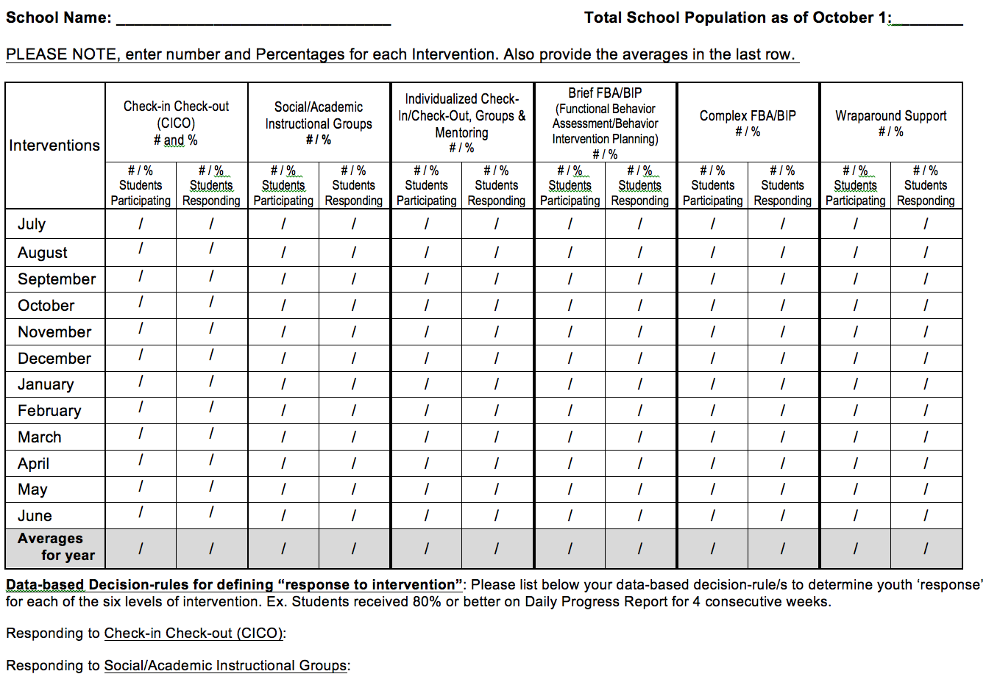 School Name: _______________________________ Total School Population as of October 1:________
PLEASE NOTE, enter number and Percentages for each Intervention. Also provide the averages in the last row.
Interventions
Check-in Check-out
(CICO)
# and %
Social/Academic
Instructional Groups
# / %
Individualized Check-
In/Check-Out, Groups &
Mentoring
# / %
Brief FBA/BIP
(Functional Behavior
Assessment/Behavior
Intervention Planning)
# / %
Complex FBA/BIP
# / %
Wraparound Support
# / %
# / % # / % # / % # / % # / % # / % # / % # / % # / % # / % # / % # / %
Students Students Students Students Students Students Students Students Students Students Students Students
Participating Responding Participating Responding Participating Responding Participating Responding Participating Responding Participating Responding
July / / / / / / / / / / / /
August / / / / / / / / / / / /
September / / / / / / / / / / / /
October / / / / / / / / / / / /
November / / / / / / / / / / / /
December / / / / / / / / / / / /
January / / / / / / / / / / / /
February / / / / / / / / / / / /
March / / / / / / / / / / / /
April / / / / / / / / / / / /
May / / / / / / / / / / / /
June / / / / / / / / / / / /
Averages
for year / / / / / / / / / / / /
Data-based Decision-rules for defining “response to intervention”: Please list below your data-based decision-rule/s to determine youth ‘response’
for each of the six levels of intervention. Ex. Students received 80% or better on Daily Progress Report for 4 consecutive weeks.
Responding to Check-in Check-out (CICO):
Responding to Social/Academic Instructional Groups: